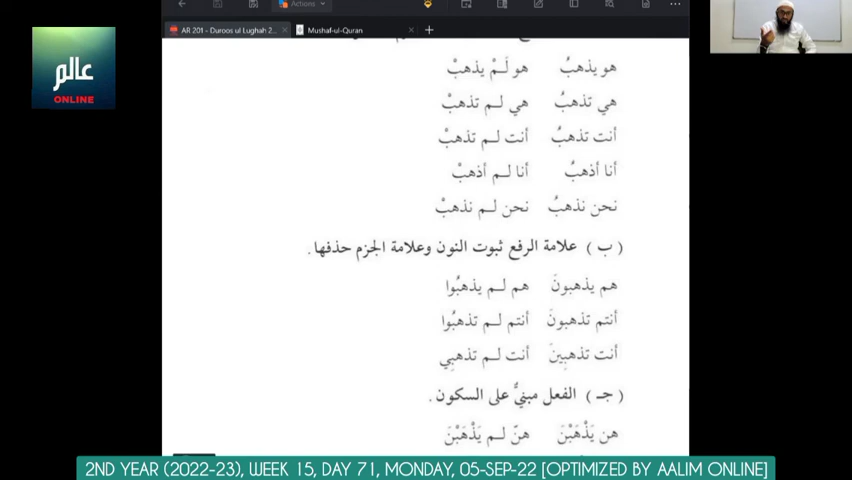 Actions
AR 201 - Duroos ul Lughah 2...
Mushaf-ul-Quran
عالم
ONLINE
هو يذهبُ هو لَمْ يذهبْ
هي تذهبُ هي لم تذهبْ
أنت تذهبُ أنت لم تذهبْ
أنا أذهبُ أنا لم أذهبْ
نحن نذهبُ نحن لم نذهبْ
( ب ) علامة الرفع ثبوت النون وعلامة الجزم حذفها .
هم يذهبونَ هم لم يذهبُوا
أنتم تذهبونَ أنتم لم تذهبُوا
أنت تذهبِينَ أنت لم تذهبِي
( جـ ) الفعل مبنيٌّ على السكون .
هن يَذْهَبْنَ هنّ لم يَذْهَبْنَ
2ND YEAR (2022-23), WEEK 15, DAY 71, MONDAY, 05-SEP-22 [OPTIMIZED BY AALIM ONLINE]